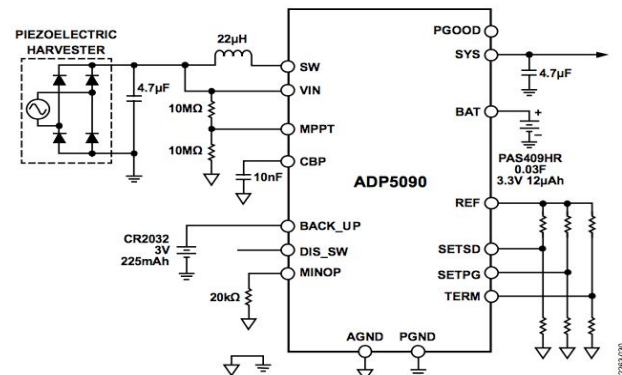 PIEZOELECTRIC
HARVESTER
22µH
4.7µF
10MΩ
10MΩ
10nF
CR2032
3V
225mAh
20kΩ
SW
VIN
MPPT
CBP
BACK_UP
DIS_SW
MINOP
ADP5090
AGND
PGND
PGOOD
SYS
BAT
REF
SETSD
SETPG
TERM
4.7µF
+
–
PAS409HR
0.03F
3.3V 12µAh